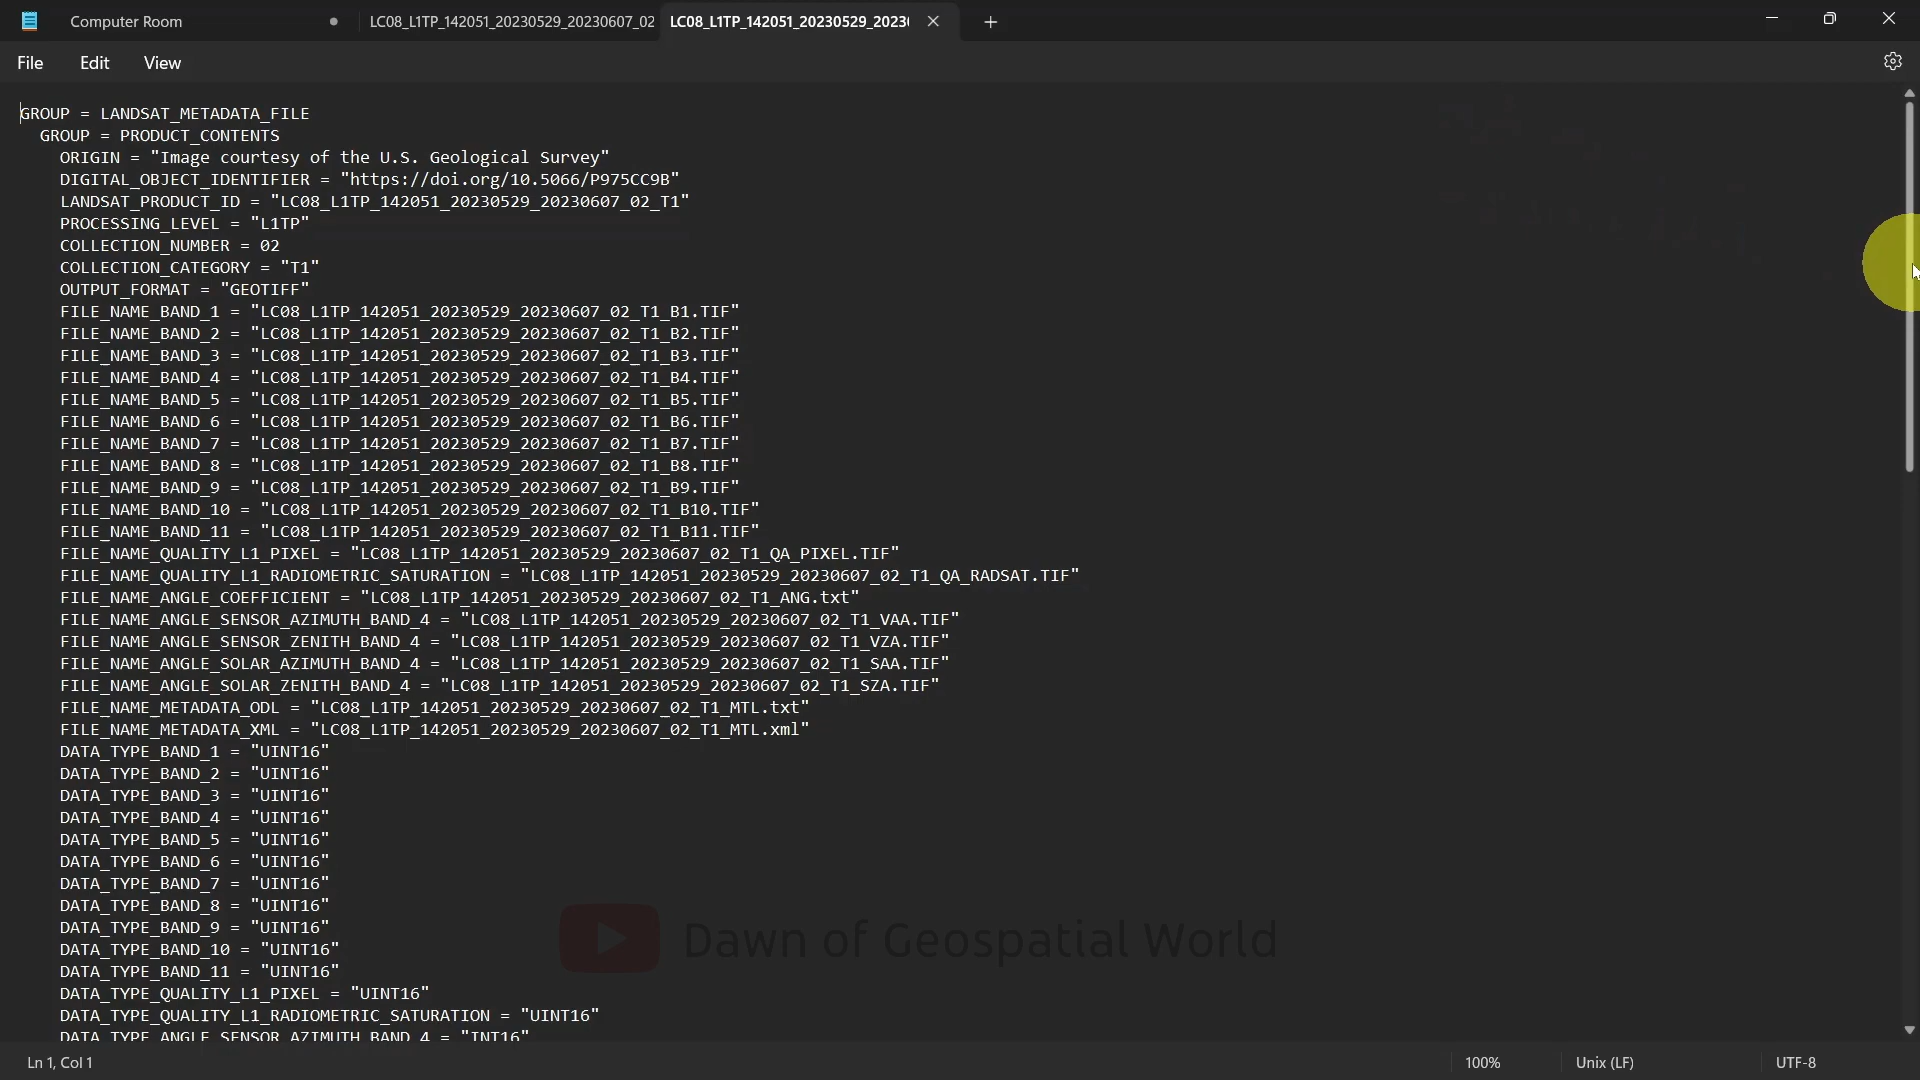 Computer Room
LC08_L1TP_142051_20230529_20230607_02
LC08_L1TP_142051_20230529_2023
File Edit View
GROUP = LANDSAT_METADATA_FILE
GROUP = PRODUCT_CONTENTS
ORIGIN = "Image courtesy of the U.S. Geological Survey"
DIGITAL_OBJECT_IDENTIFIER = "https://doi.org/10.5066/P975CC9B"
LANDSAT_PRODUCT_ID = "LC08_L1TP_142051_20230529_20230607_02_T1"
PROCESSING_LEVEL = "L1TP"
COLLECTION_NUMBER = 02
COLLECTION_CATEGORY = "T1"
OUTPUT_FORMAT = "GEOTIFF"
FILE_NAME_BAND_1 = "LC08_L1TP_142051_20230529_20230607_02_T1_B1.TIF"
FILE_NAME_BAND_2 = "LC08_L1TP_142051_20230529_20230607_02_T1_B2.TIF"
FILE_NAME_BAND_3 = "LC08_L1TP_142051_20230529_20230607_02_T1_B3.TIF"
FILE_NAME_BAND_4 = "LC08_L1TP_142051_20230529_20230607_02_T1_B4.TIF"
FILE_NAME_BAND_5 = "LC08_L1TP_142051_20230529_20230607_02_T1_B5.TIF"
FILE_NAME_BAND_6 = "LC08_L1TP_142051_20230529_20230607_02_T1_B6.TIF"
FILE_NAME_BAND_7 = "LC08_L1TP_142051_20230529_20230607_02_T1_B7.TIF"
FILE_NAME_BAND_8 = "LC08_L1TP_142051_20230529_20230607_02_T1_B8.TIF"
FILE_NAME_BAND_9 = "LC08_L1TP_142051_20230529_20230607_02_T1_B9.TIF"
FILE_NAME_BAND_10 = "LC08_L1TP_142051_20230529_20230607_02_T1_B10.TIF"
FILE_NAME_BAND_11 = "LC08_L1TP_142051_20230529_20230607_02_T1_B11.TIF"
FILE_NAME_QUALITY_L1_PIXEL = "LC08_L1TP_142051_20230529_20230607_02_T1_QA_PIXEL.TIF"
FILE_NAME_QUALITY_L1_RADIOMETRIC_SATURATION = "LC08_L1TP_142051_20230529_20230607_02_T1_QA_RADSAT.TIF"
FILE_NAME_ANGLE_COEFFICIENT = "LC08_L1TP_142051_20230529_20230607_02_T1_ANG.txt"
FILE_NAME_ANGLE_SENSOR_AZIMUTH_BAND_4 = "LC08_L1TP_142051_20230529_20230607_02_T1_VAA.TIF"
FILE_NAME_ANGLE_SENSOR_ZENITH_BAND_4 = "LC08_L1TP_142051_20230529_20230607_02_T1_VZA.TIF"
FILE_NAME_ANGLE_SOLAR_AZIMUTH_BAND_4 = "LC08_L1TP_142051_20230529_20230607_02_T1_SAA.TIF"
FILE_NAME_ANGLE_SOLAR_ZENITH_BAND_4 = "LC08_L1TP_142051_20230529_20230607_02_T1_SZA.TIF"
FILE_NAME_METADATA_ODL = "LC08_L1TP_142051_20230529_20230607_02_T1_MTL.txt"
FILE_NAME_METADATA_XML = "LC08_L1TP_142051_20230529_20230607_02_T1_MTL.xml"
DATA_TYPE_BAND_1 = "UINT16"
DATA_TYPE_BAND_2 = "UINT16"
DATA_TYPE_BAND_3 = "UINT16"
DATA_TYPE_BAND_4 = "UINT16"
DATA_TYPE_BAND_5 = "UINT16"
DATA_TYPE_BAND_6 = "UINT16"
DATA_TYPE_BAND_7 = "UINT16"
DATA_TYPE_BAND_8 = "UINT16"
DATA_TYPE_BAND_9 = "UINT16"
DATA_TYPE_BAND_10 = "UINT16"
DATA_TYPE_BAND_11 = "UINT16"
DATA_TYPE_QUALITY_L1_PIXEL = "UINT16"
DATA_TYPE_QUALITY_L1_RADIOMETRIC_SATURATION = "UINT16"
DATA_TYPE_ANGLE_SENSOR_AZIMUTH_BAND_4 = "INT16"
Dawn of Geospatial World
Ln 1, Col 1
100%
Unix (LF)
UTF-8